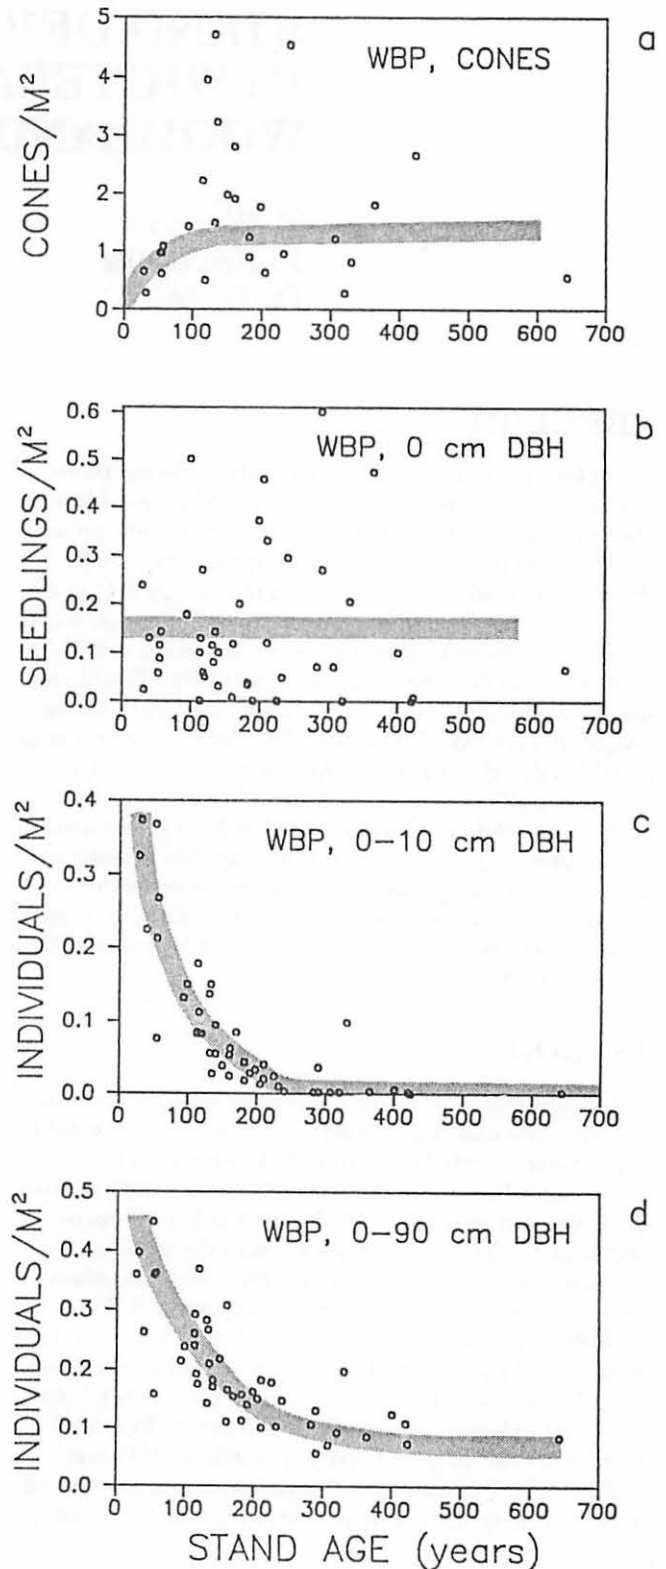 a
WBP, CONES
CONES/M²
5
4
3
2
1
0
0 100 200 300 400 500 600 700
b
WBP, 0 cm DBH
SEEDLINGS/M²
0.6
0.5
0.4
0.3
0.2
0.1
0.0
0 100 200 300 400 500 600 700
c
WBP, 0–10 cm DBH
INDIVIDUALS/M²
0.4
0.3
0.2
0.1
0.0
0 100 200 300 400 500 600 700
d
WBP, 0–90 cm DBH
INDIVIDUALS/M²
0.5
0.4
0.3
0.2
0.1
0.0
0 100 200 300 400 500 600 700
STAND AGE (years)